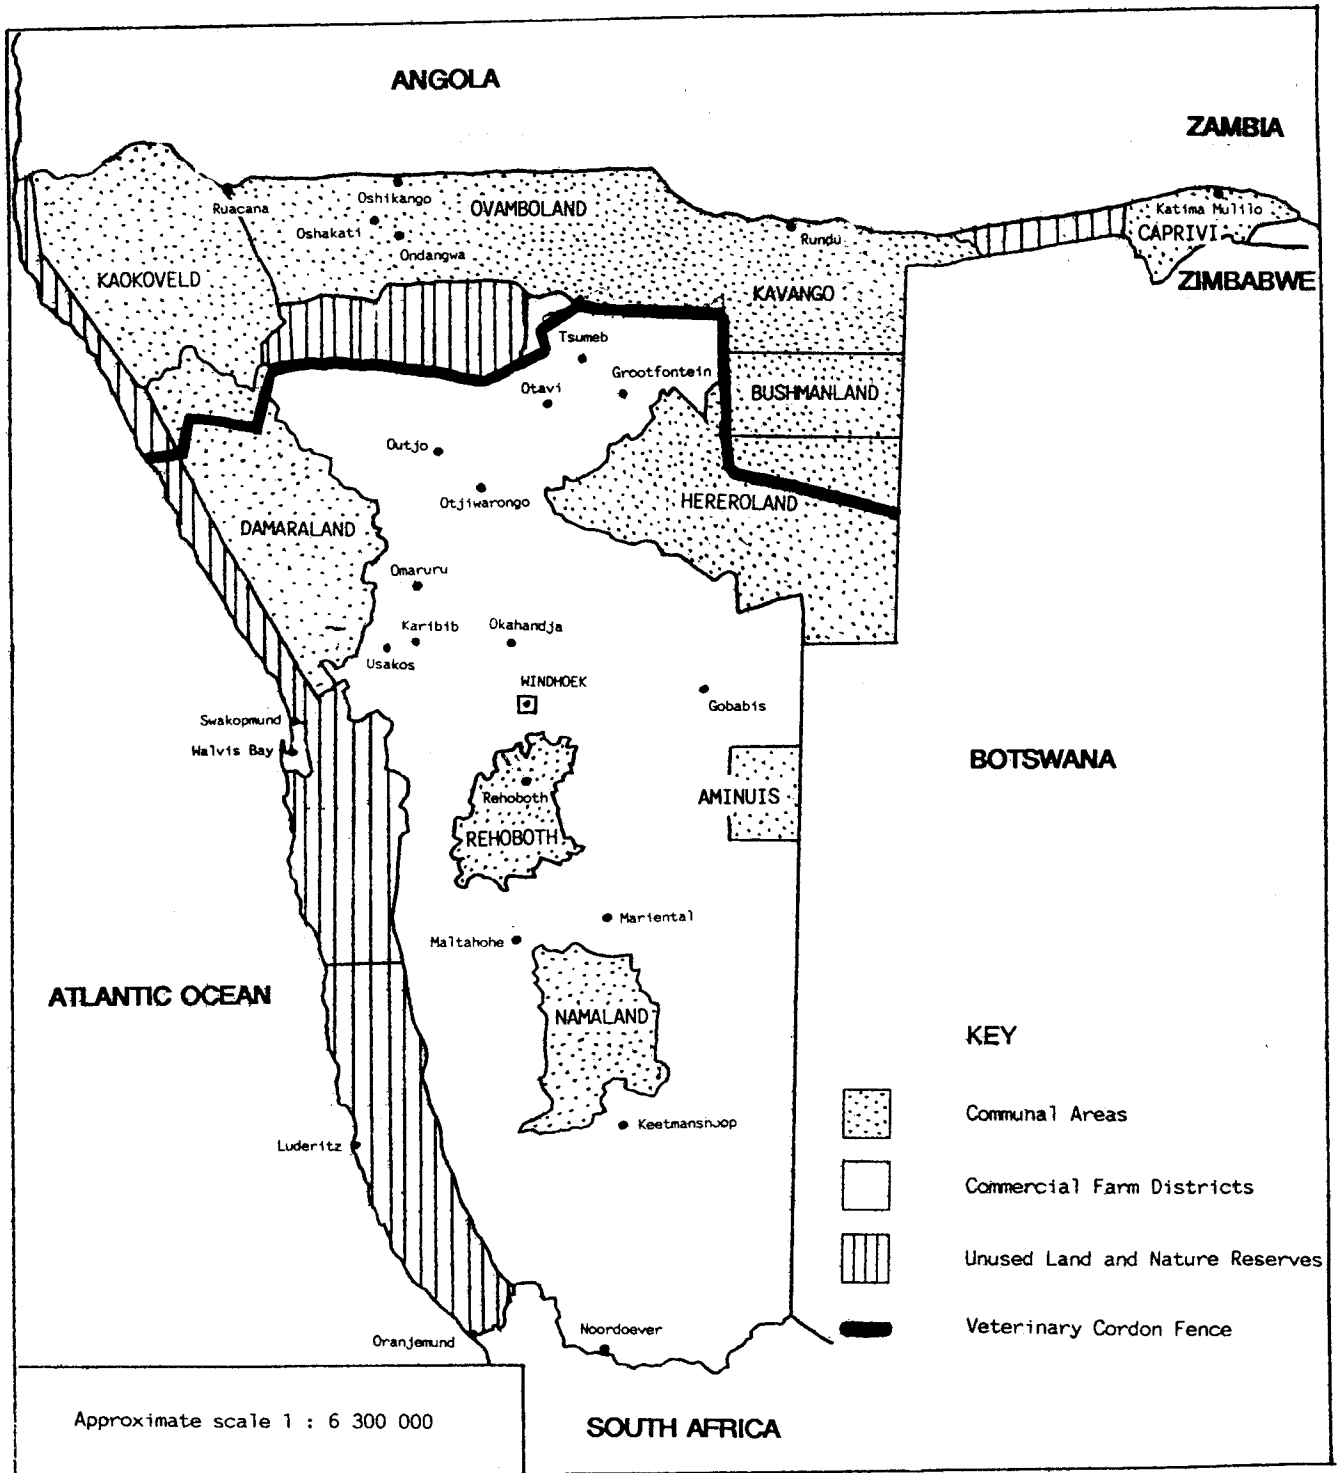 ANGOLA
ZAMBIA
Ruacana
Oshikango
OVAMBOLAND
Oshakati
Ondangwa
Rundu
Katima Mulilo
CAPRIVI
ZIMBABWE
KAOKOVELD
KAVANGO
Tsumeb
Grootfontein
Otavi
BUSHMANLAND
Outjo
Otjiwarongo
HEREROLAND
DAMARALAND
Omaruru
Karibib
Okahandja
Usakos
WINDHOEK
Gobabis
Swakopmund
Walvis Bay
BOTSWANA
Rehoboth
AMINUIS
REHOBOTH
Mariental
Maltahohe
ATLANTIC OCEAN
NAMALAND
KEY
Communal Areas
Keetmanshoop
Luderitz
Commercial Farm Districts
Unused Land and Nature Reserves
Oranjemund
Noordoever
Veterinary Cordon Fence
Approximate scale 1 : 6 300 000
SOUTH AFRICA